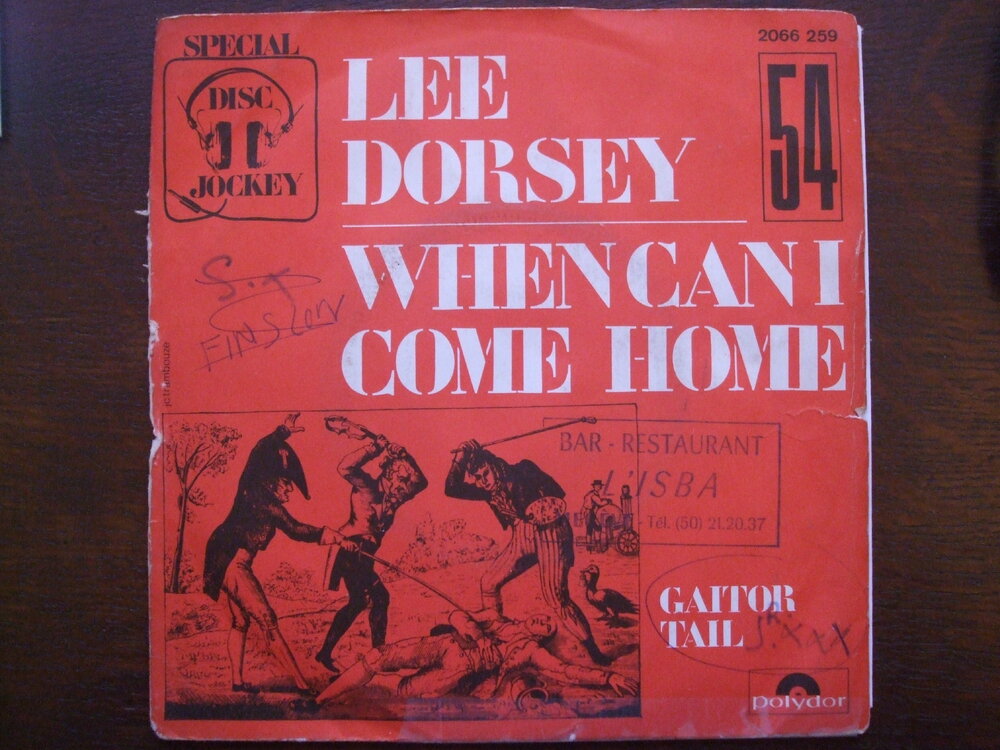 SPECIAL
DISC
JOCKEY
LEE
DORSEY
2066 259
54
WHEN CAN I
COME HOME
BAR - RESTAURANT
L'ISBA
- Tél. (50) 21.20.37
GAITOR
TAIL
polydor